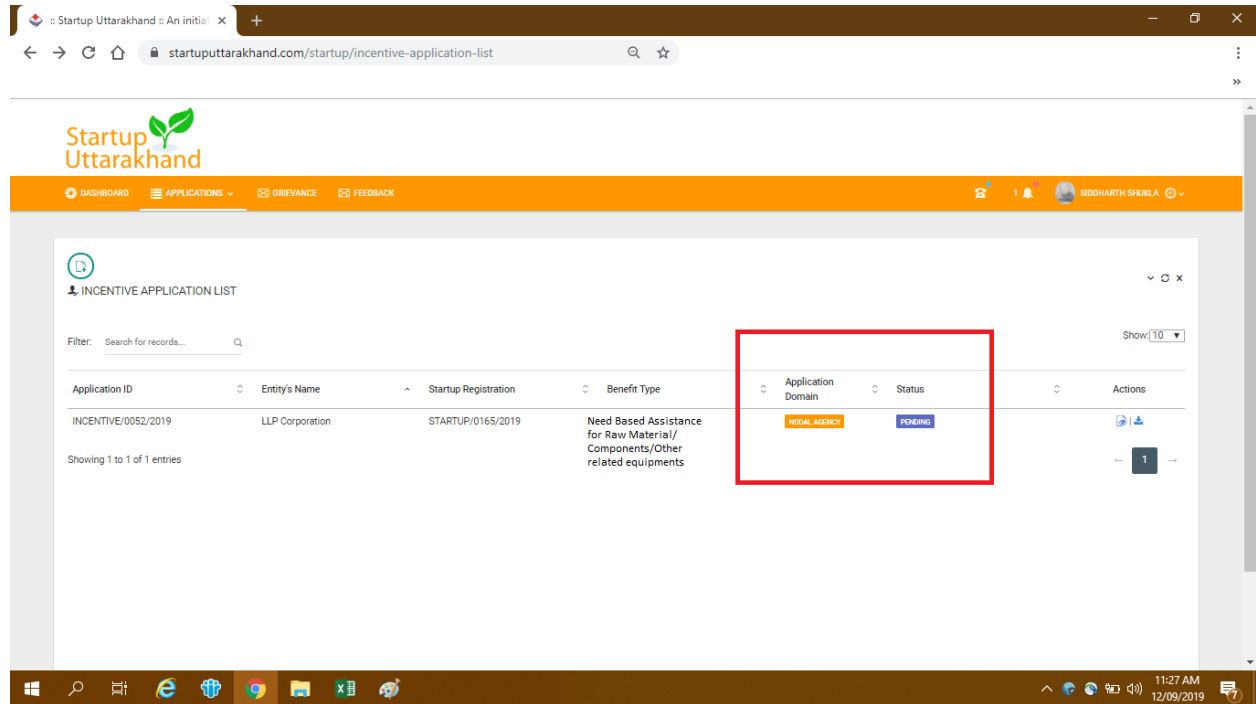 :: Startup Uttarakhand :: An initiat
startuputtarakhand.com/startup/incentive-application-list
Startup
Uttarakhand
DASHBOARD APPLICATIONS GRIEVANCE FEEDBACK 1 SIDDHARTH SHUKLA
INCENTIVE APPLICATION LIST
Filter: Search for records... Show: 10
Application ID Entity's Name Startup Registration Benefit Type Application Domain Status Actions
INCENTIVE/0052/2019 LLP Corporation STARTUP/0165/2019 Need Based Assistance NODAL AGENCY PENDING
for Raw Material/
Components/Other
related equipments
Showing 1 to 1 of 1 entries 1
11:27 AM
12/09/2019
7